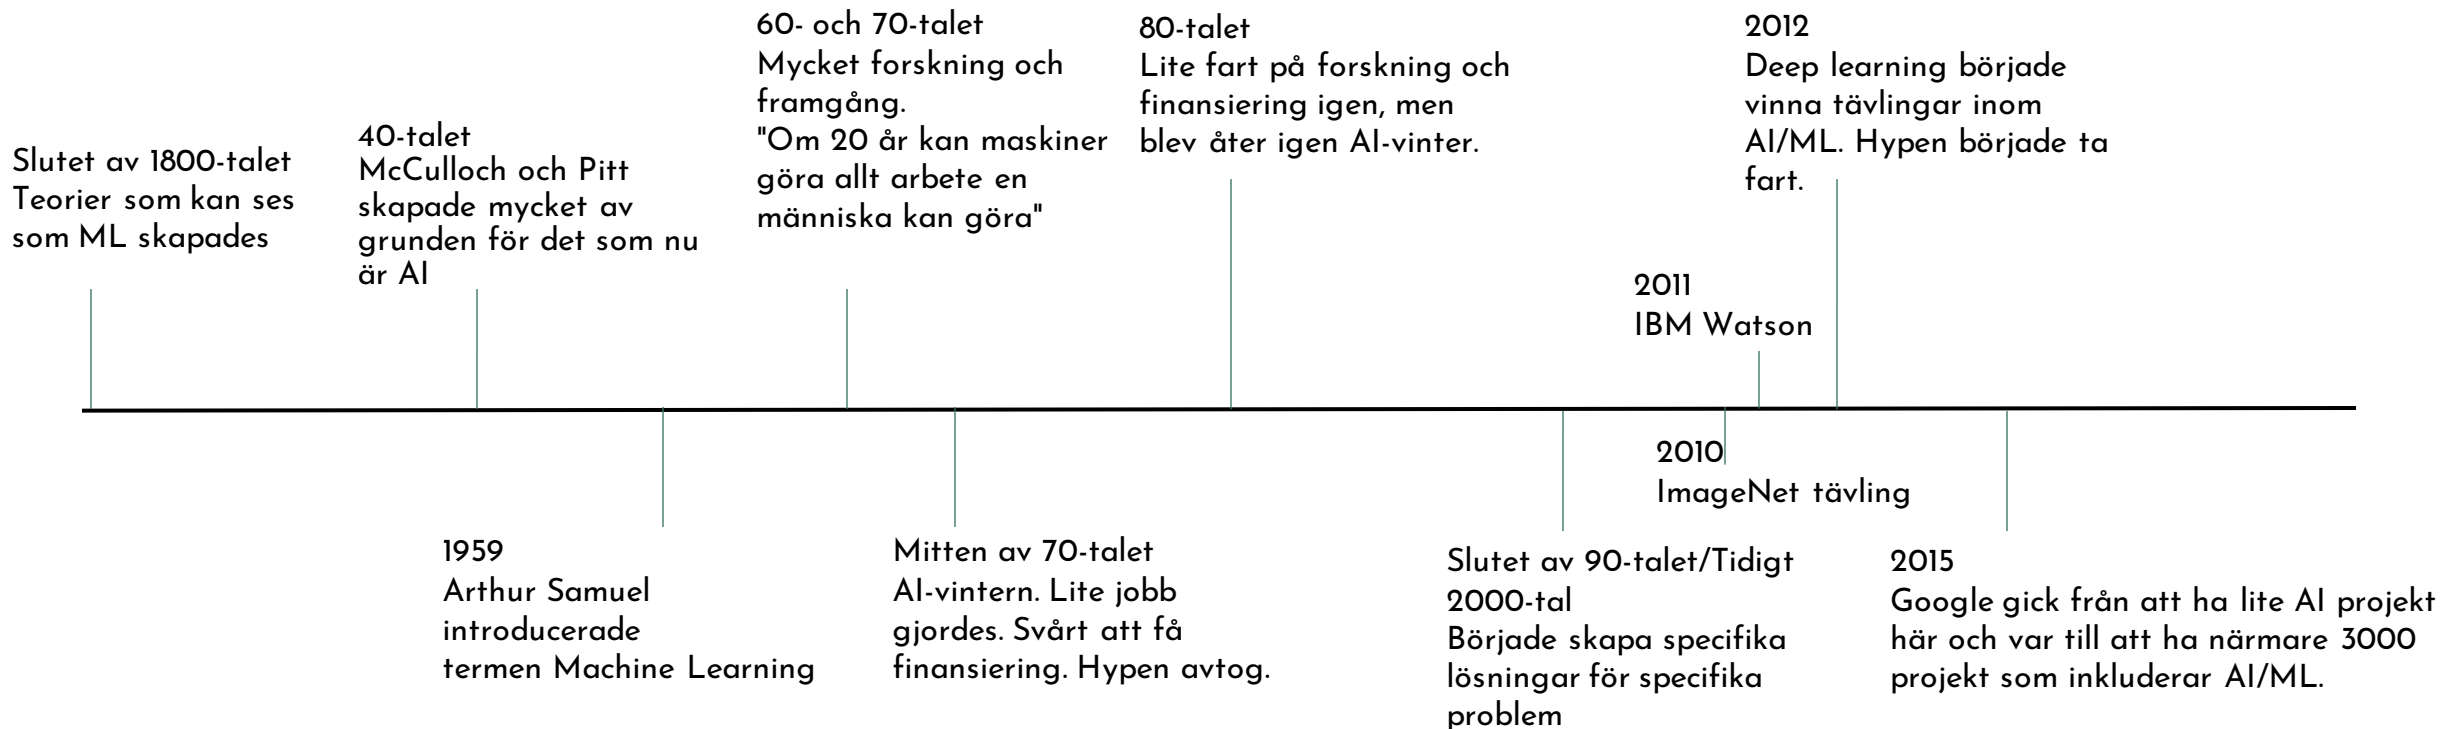 Slutet av 1800-talet
Teorier som kan ses
som ML skapades
40-talet
McCulloch och Pitt
skapade mycket av
grunden för det som nu
är AI
1959
Arthur Samuel
introducerade
termen Machine Learning
60- och 70-talet
Mycket forskning och
framgång.
"Om 20 år kan maskiner
göra allt arbete en
människa kan göra"
Mitten av 70-talet
AI-vintern. Lite jobb
gjordes. Svårt att få
finansiering. Hypen avtog.
80-talet
Lite fart på forskning och
finansiering igen, men
blev åter igen AI-vinter.
Slutet av 90-talet/Tidigt
2000-tal
Började skapa specifika
lösningar för specifika
problem
2010
ImageNet tävling
2011
IBM Watson
2012
Deep learning började
vinna tävlingar inom
AI/ML. Hypen började ta
fart.
2015
Google gick från att ha lite AI projekt
här och var till att ha närmare 3000
projekt som inkluderar AI/ML.